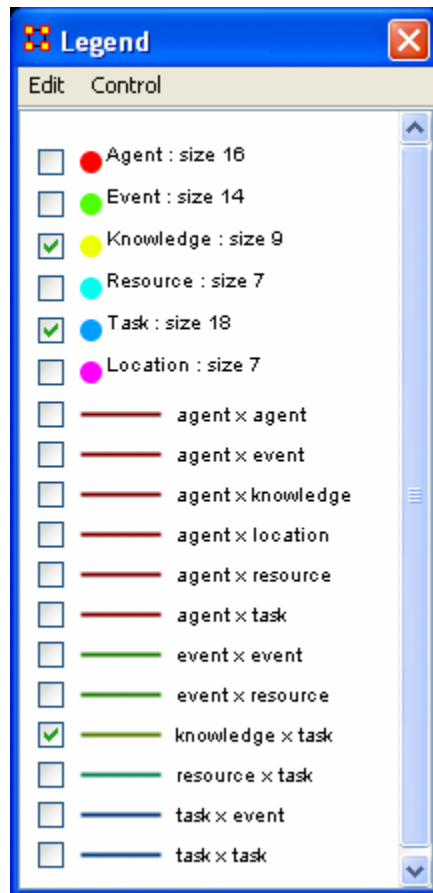 Legend
Edit Control
Agent : size 16
Event : size 14
Knowledge : size 9
Resource : size 7
Task : size 18
Location : size 7
agent x agent
agent x event
agent x knowledge
agent x location
agent x resource
agent x task
event x event
event x resource
knowledge x task
resource x task
task x event
task x task